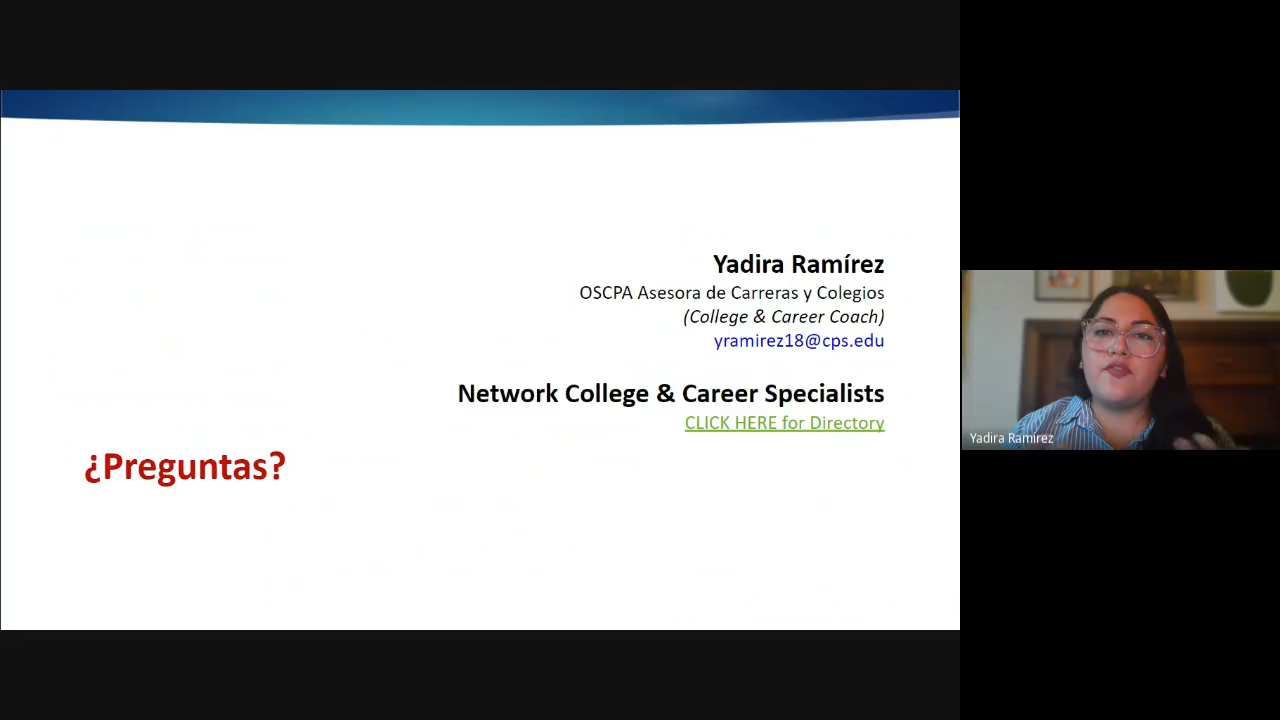 Yadira Ramírez
OSCPA Asesora de Carreras y Colegios
(College & Career Coach)
yramirez18@cps.edu
Network College & Career Specialists
CLICK HERE for Directory
¿Preguntas?
Yadira Ramirez